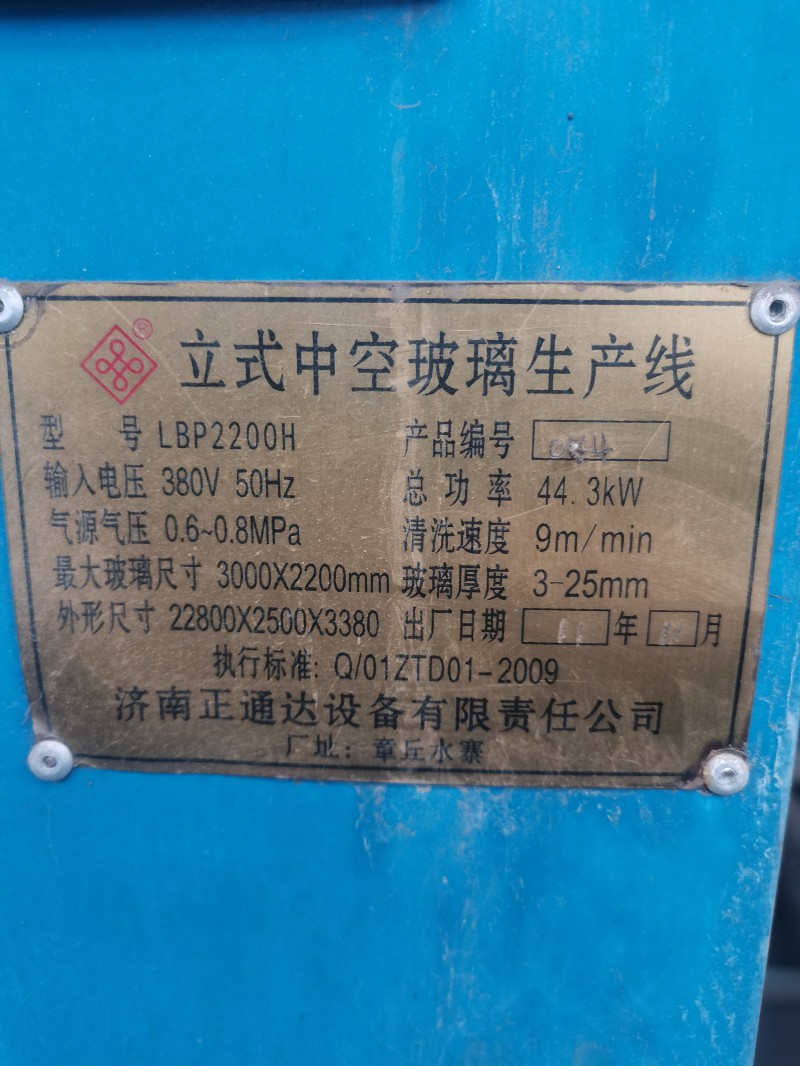 ® 立式中空玻璃生产线
型 号 LBP2200H 产品编号
输入电压 380V 50Hz 总功率 44.3kW
气源气压 0.6~0.8MPa 清洗速度 9m/min
最大玻璃尺寸 3000X2200mm 玻璃厚度 3-25mm
外形尺寸 22800X2500X3380 出厂日期 11 年 月
执行标准: Q/01ZTD01-2009
济南正通达设备有限责任公司
厂址: 章丘水寨